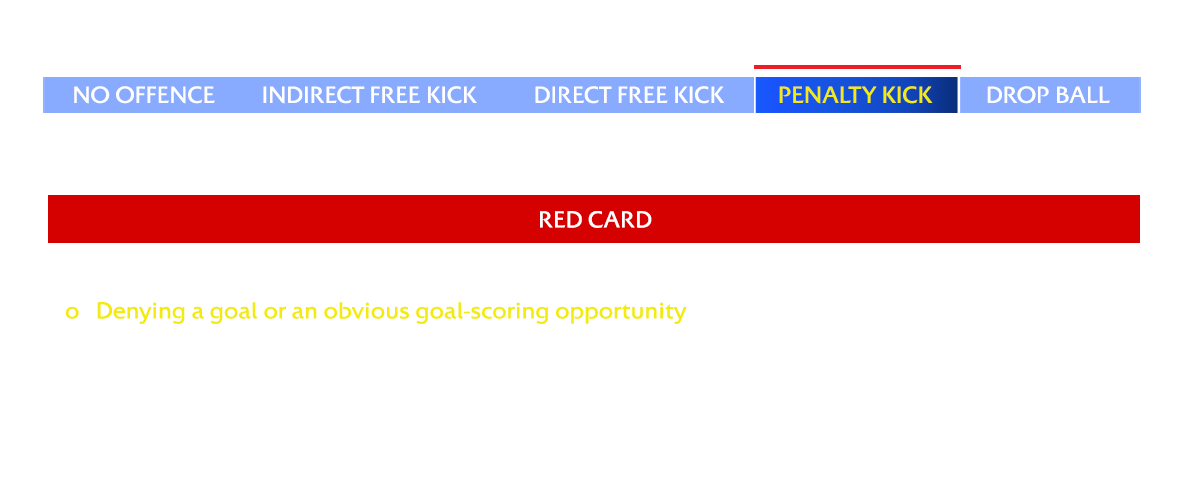 NO OFFENCE INDIRECT FREE KICK DIRECT FREE KICK PENALTY KICK DROP BALL
RED CARD
o Denying a goal or an obvious goal-scoring opportunity